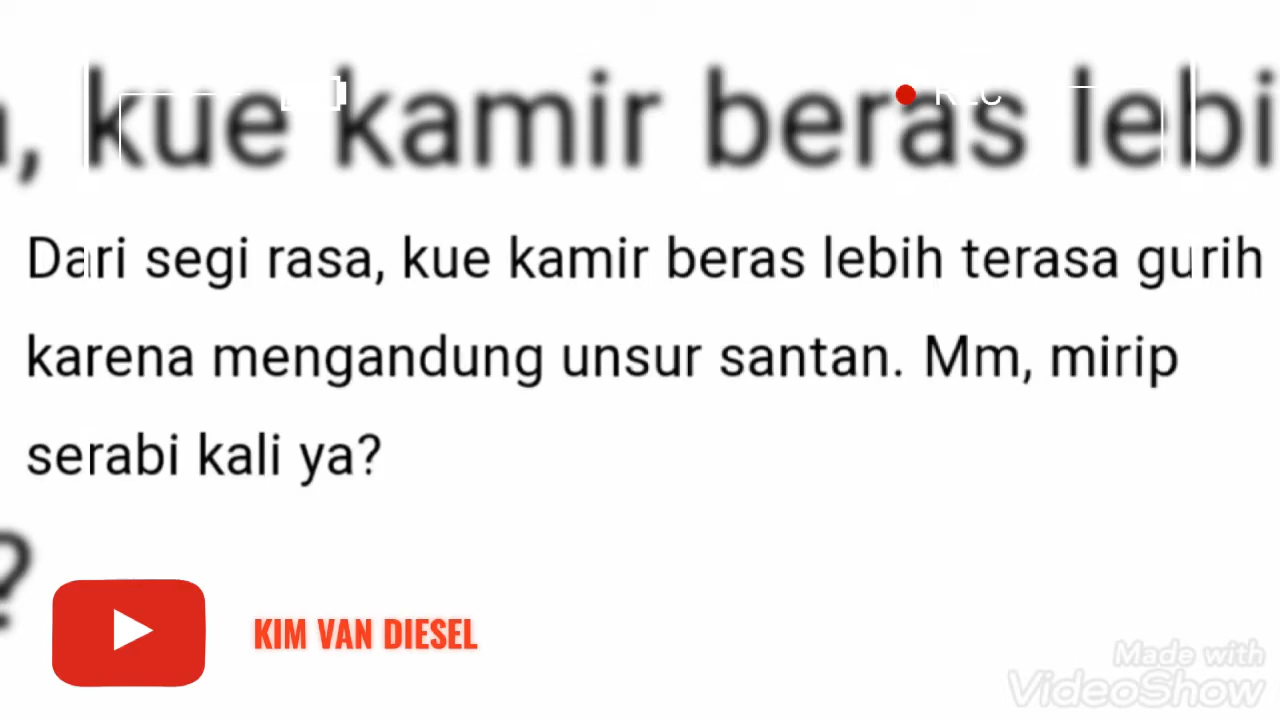 , kue kamir beras lebi
REC
Dari segi rasa, kue kamir beras lebih terasa gurih
karena mengandung unsur santan. Mm, mirip
serabi kali ya?
?
KIM VAN DIESEL
Made with
VideoShow